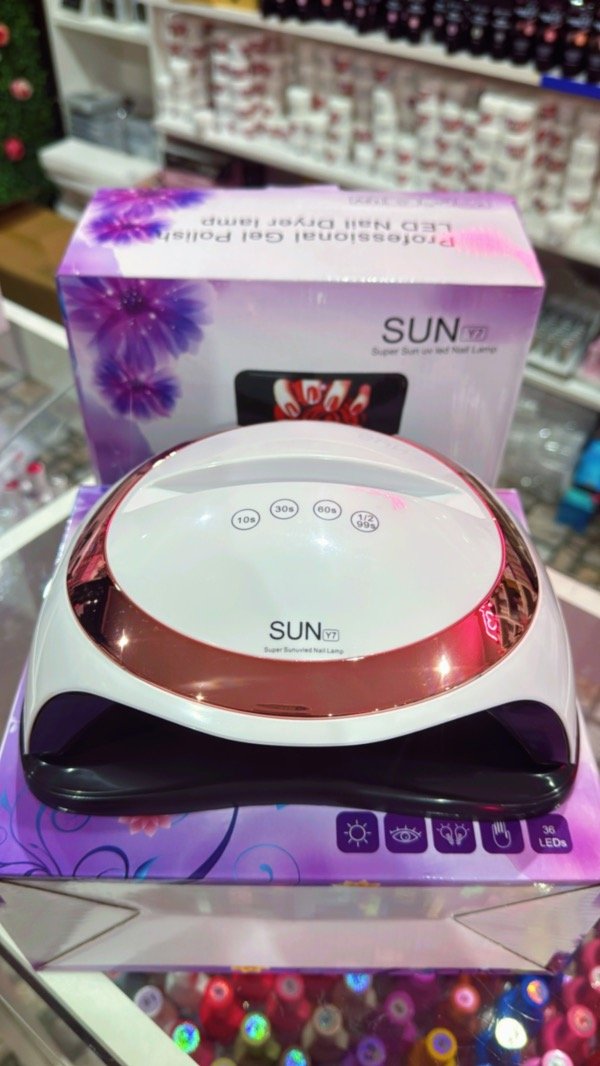 Professional Gel Polish
LED Nail Dryer lamp
SUN Y7
Super Sun uv led Nail Lamp
10s 30s 60s 1/2 99s
SUN Y7
Super Sunuvled Nail Lamp
36
LEDs